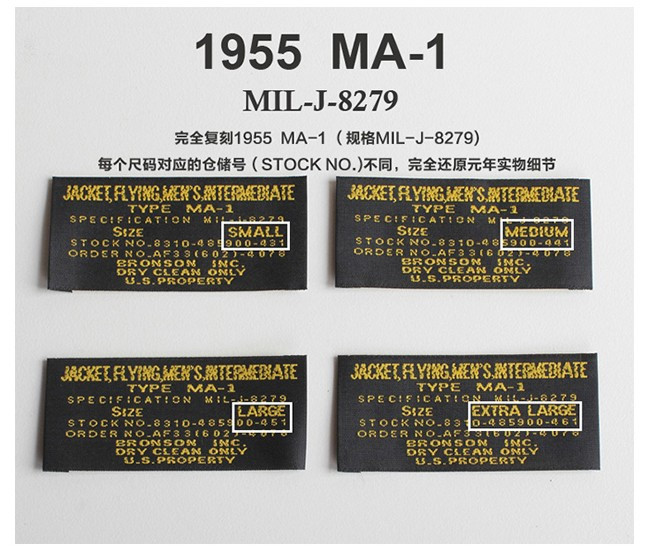 1955 MA-1
MIL-J-8279
完全复刻1955 MA-1（规格MIL-J-8279）
每个尺码对应的仓储号（STOCK NO.)不同，完全还原元年实物细节
JACKET,FLYING,MEN'S,INTERMEDIATE
TYPE MA-1
SPECIFICATION MIL-J-8279
SIZE SMALL
STOCK NO.8310-485900-431
ORDER NO.AF33(602)-4078
BRONSON INC.
DRY CLEAN ONLY
U.S.PROPERTY
JACKET,FLYING,MEN'S,INTERMEDIATE
TYPE MA-1
SPECIFICATION MIL-J-8279
SIZE MEDIUM
STOCK NO.8310-485900-441
ORDER NO.AF33(602)-4078
BRONSON INC.
DRY CLEAN ONLY
U.S.PROPERTY
JACKET,FLYING,MEN'S,INTERMEDIATE
TYPE MA-1
SPECIFICATION MIL-J-8279
SIZE LARGE
STOCK NO.8310-485900-451
ORDER NO.AF33(602)-4078
BRONSON INC.
DRY CLEAN ONLY
U.S.PROPERTY
JACKET,FLYING,MEN'S,INTERMEDIATE
TYPE MA-1
SPECIFICATION MIL-J-8279
SIZE EXTRA LARGE
STOCK NO.8310-485900-461
ORDER NO.AF33(602)-4078
BRONSON INC.
DRY CLEAN ONLY
U.S.PROPERTY